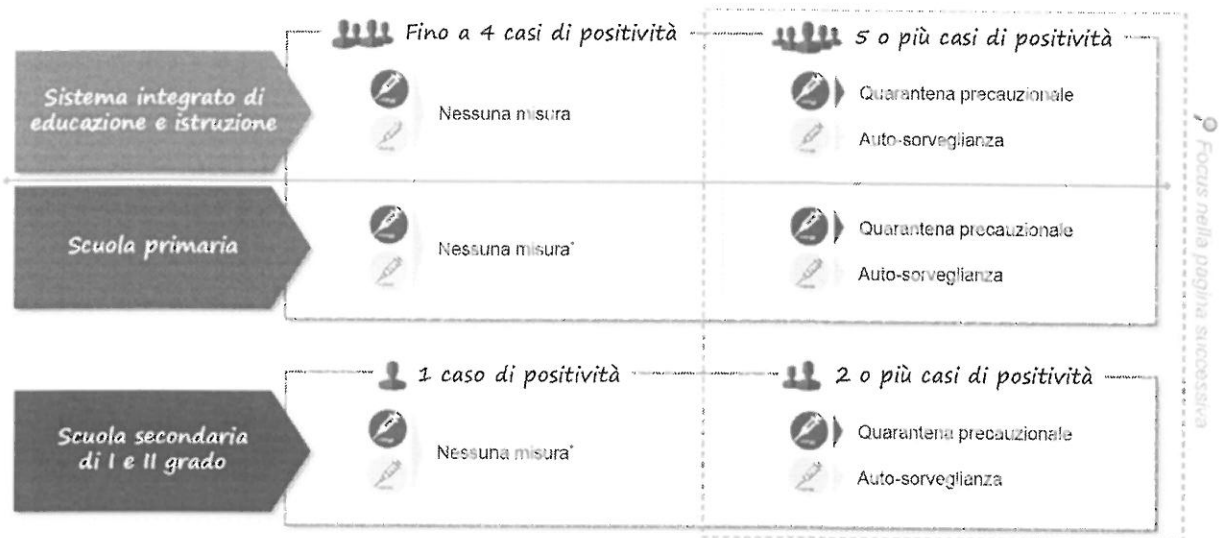 Fino a 4 casi di positività
5 o più casi di positività
Sistema integrato di
educazione e istruzione
Nessuna misura
Quarantena precauzionale
Auto-sorveglianza
Scuola primaria
Nessuna misura*
Quarantena precauzionale
Auto-sorveglianza
1 caso di positività
2 o più casi di positività
Scuola secondaria
di I e II grado
Nessuna misura*
Quarantena precauzionale
Auto-sorveglianza
Focus nella pagina successiva